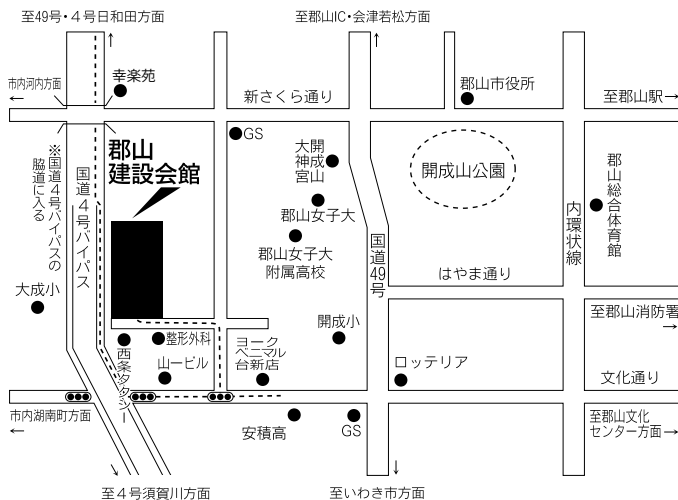 至49号・４号日和田方面
至郡山IC・会津若松方面
市内河内方面
幸楽苑
新さくら通り
郡山市役所
至郡山駅
GS
※国道４号バイパスの
脇道に入る
国道４号バイパス
郡山
建設会館
大開
神成
宮山
開成山公園
郡山総合体育館
郡山女子大
内環状線
国道49号
郡山女子大
附属高校
はやま通り
大成小
至郡山消防署
開成小
整形外科
西条タクシー
山一ビル
ヨーク
ベニマル
台新店
ロッテリア
文化通り
市内湖南町方面
安積高
GS
至郡山文化
センター方面
至４号須賀川方面
至いわき市方面